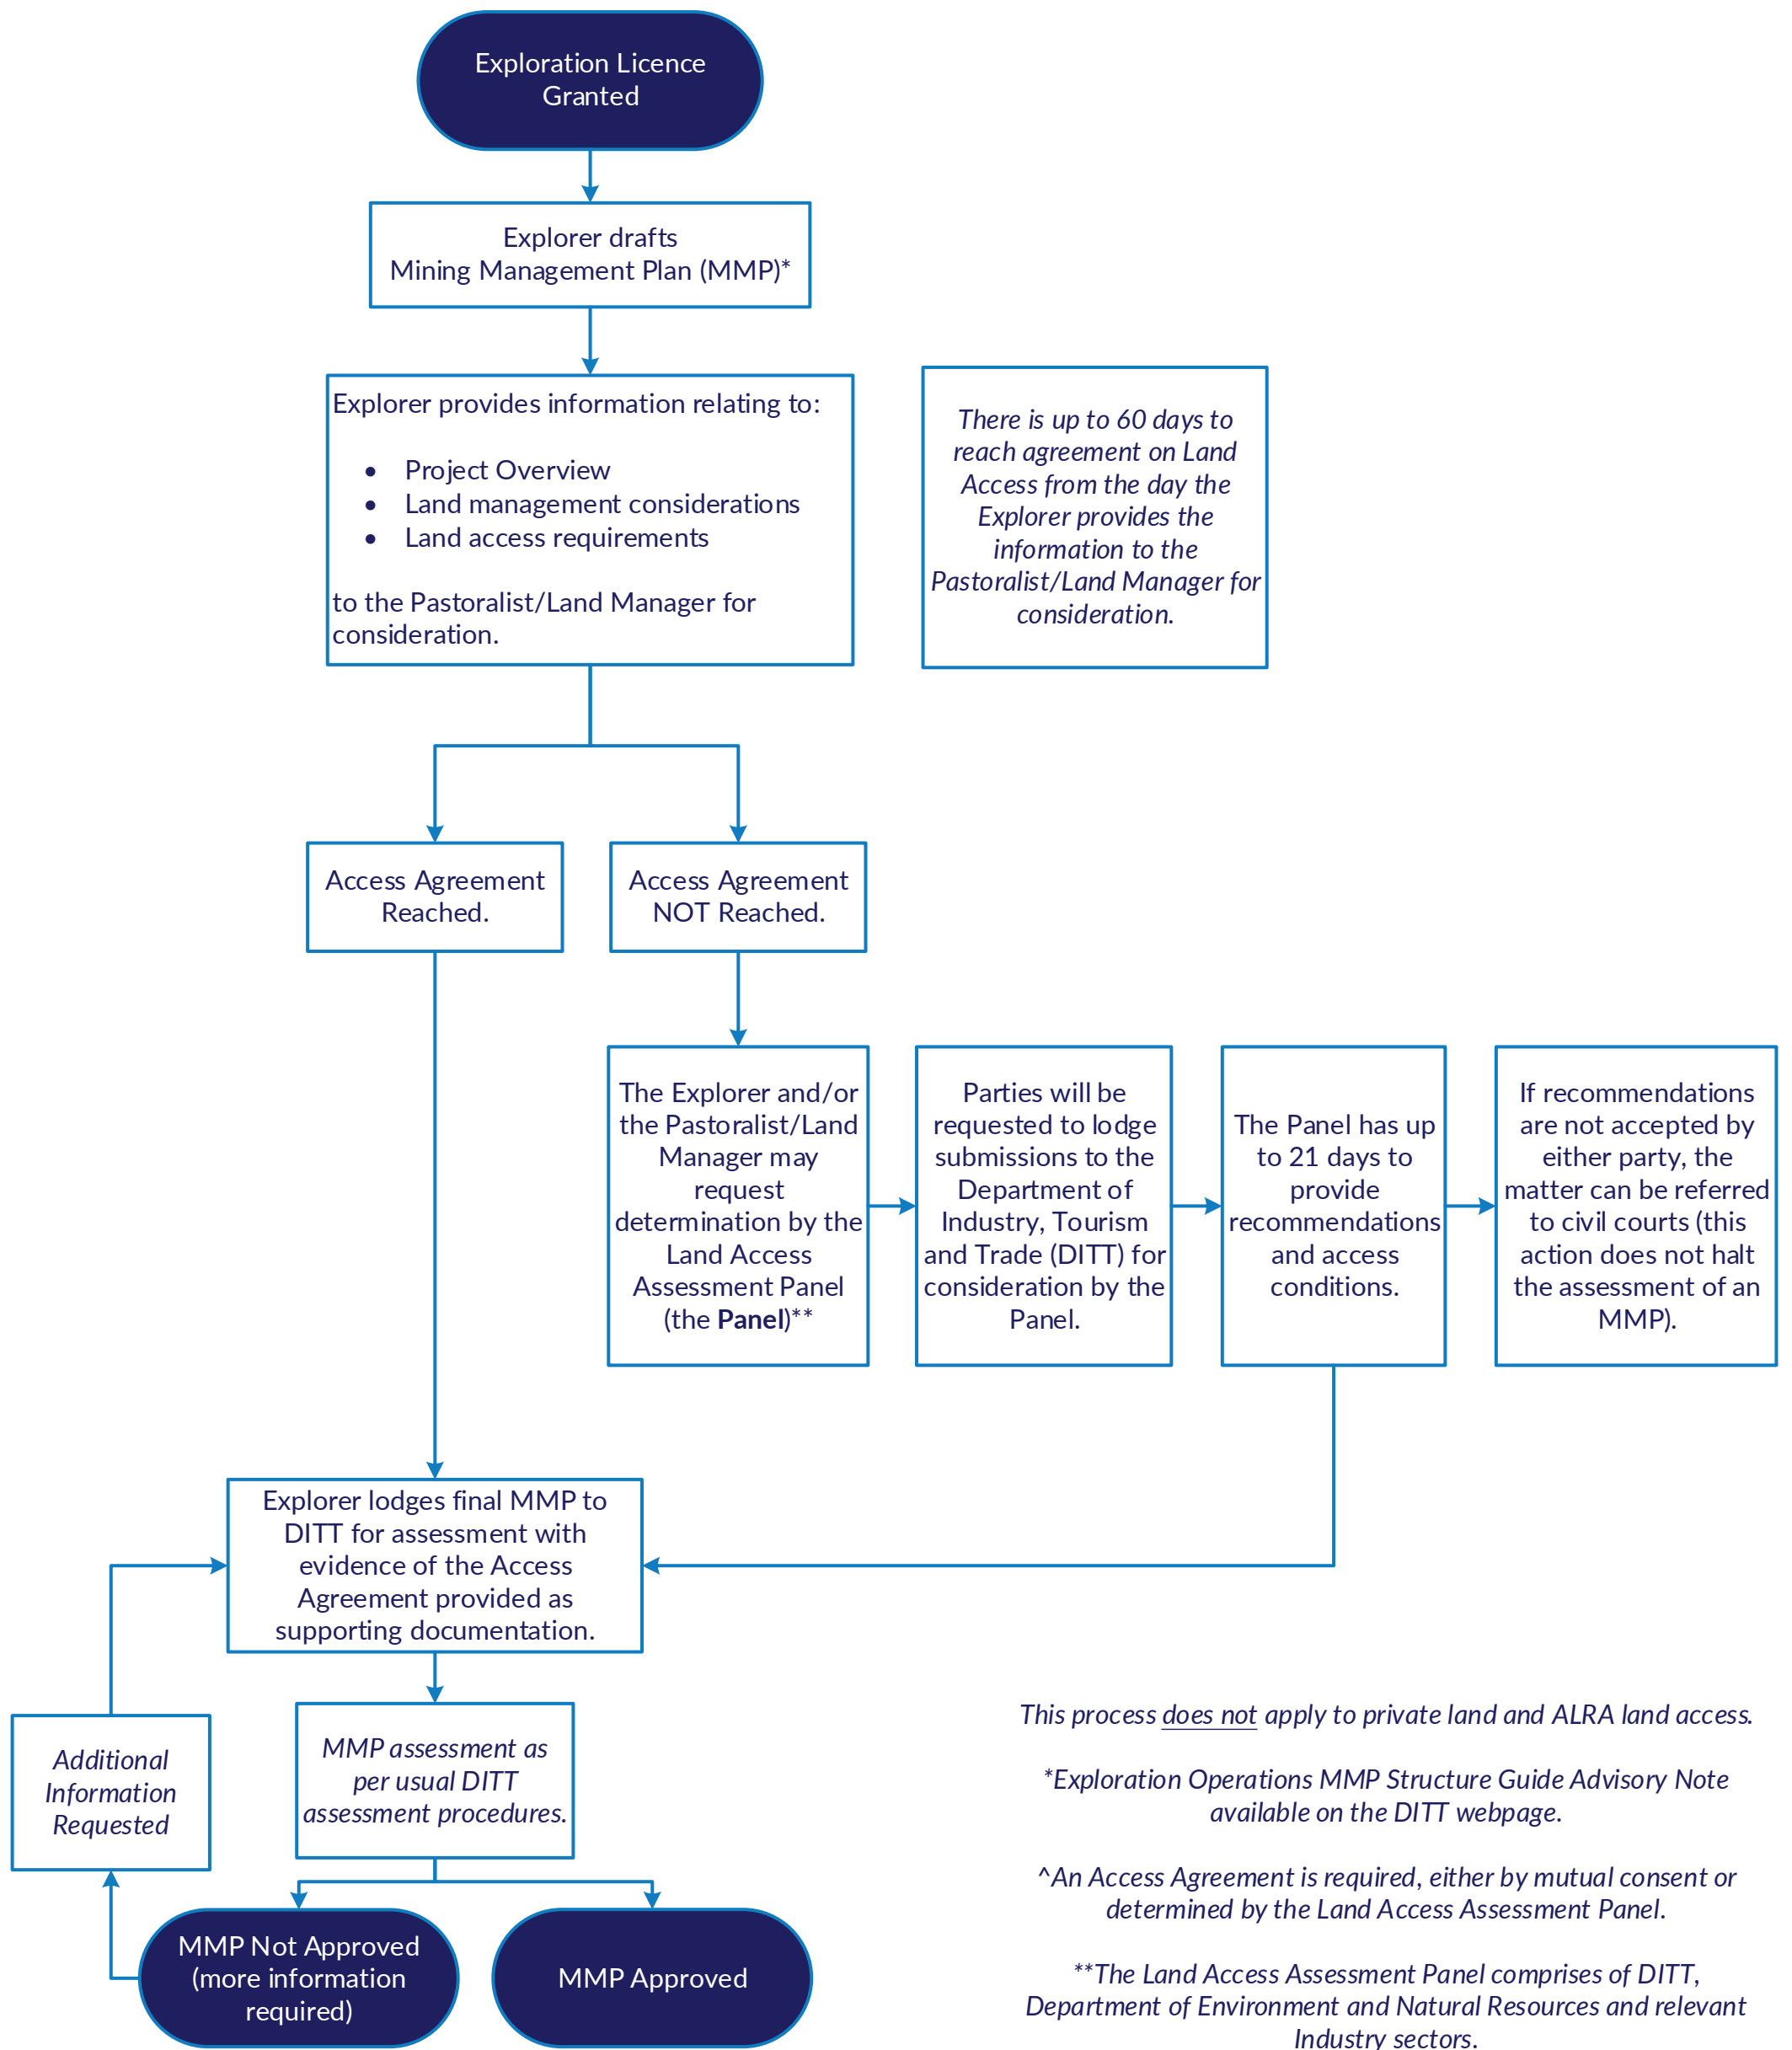 Exploration Licence
Granted
Explorer drafts
Mining Management Plan (MMP)*
Explorer provides information relating to:
• Project Overview
• Land management considerations
• Land access requirements
to the Pastoralist/Land Manager for
consideration.
There is up to 60 days to
reach agreement on Land
Access from the day the
Explorer provides the
information to the
Pastoralist/Land Manager for
consideration.
Access Agreement
Reached.
Access Agreement
NOT Reached.
The Explorer and/or
the Pastoralist/Land
Manager may
request
determination by the
Land Access
Assessment Panel
(the Panel)**
Parties will be
requested to lodge
submissions to the
Department of
Industry, Tourism
and Trade (DITT) for
consideration by the
Panel.
The Panel has up
to 21 days to
provide
recommendations
and access
conditions.
If recommendations
are not accepted by
either party, the
matter can be referred
to civil courts (this
action does not halt
the assessment of an
MMP).
Explorer lodges final MMP to
DITT for assessment with
evidence of the Access
Agreement provided as
supporting documentation.
Additional
Information
Requested
MMP assessment as
per usual DITT
assessment procedures.
MMP Not Approved
(more information
required)
MMP Approved
This process does not apply to private land and ALRA land access.
*Exploration Operations MMP Structure Guide Advisory Note
available on the DITT webpage.
^An Access Agreement is required, either by mutual consent or
determined by the Land Access Assessment Panel.
**The Land Access Assessment Panel comprises of DITT,
Department of Environment and Natural Resources and relevant
Industry sectors.